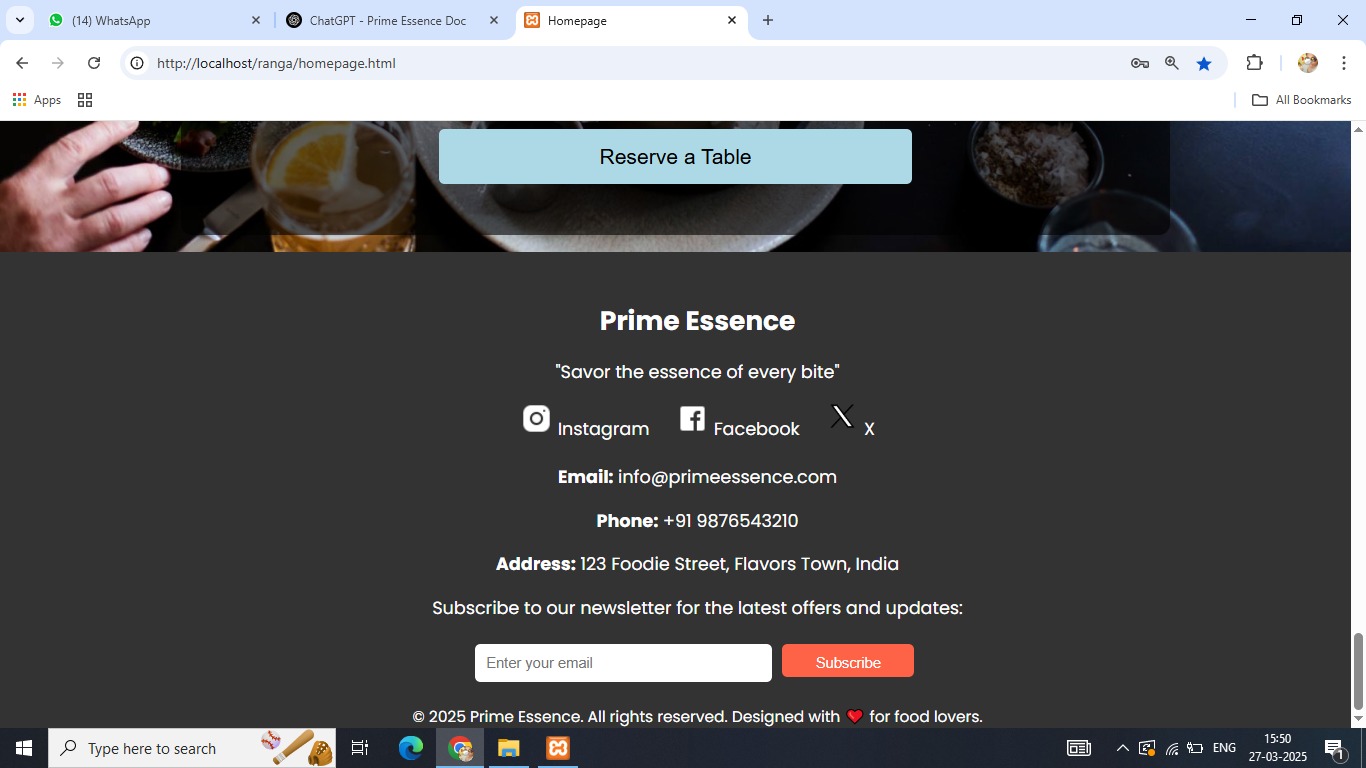 (14) WhatsApp
ChatGPT - Prime Essence Doc
Homepage
http://localhost/ranga/homepage.html
Apps
All Bookmarks
Reserve a Table
Prime Essence
"Savor the essence of every bite"
Instagram Facebook X
Email: info@primeessence.com
Phone: +91 9876543210
Address: 123 Foodie Street, Flavors Town, India
Subscribe to our newsletter for the latest offers and updates:
Enter your email Subscribe
© 2025 Prime Essence. All rights reserved. Designed with ❤️ for food lovers.
Type here to search
ENG
15:50
27-03-2025
1